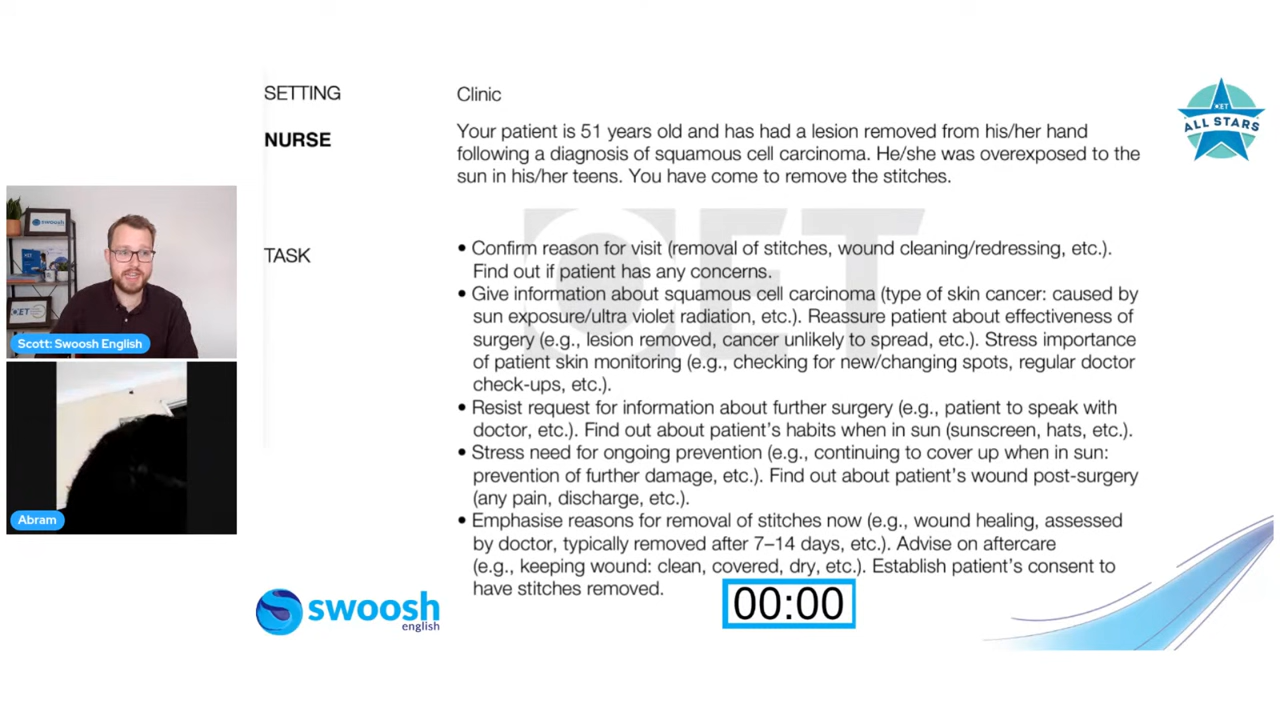 SETTING
Clinic
NURSE
Your patient is 51 years old and has had a lesion removed from his/her hand
following a diagnosis of squamous cell carcinoma. He/she was overexposed to the
sun in his/her teens. You have come to remove the stitches.
TASK
• Confirm reason for visit (removal of stitches, wound cleaning/redressing, etc.).
Find out if patient has any concerns.
• Give information about squamous cell carcinoma (type of skin cancer: caused by
sun exposure/ultra violet radiation, etc.). Reassure patient about effectiveness of
surgery (e.g., lesion removed, cancer unlikely to spread, etc.). Stress importance
of patient skin monitoring (e.g., checking for new/changing spots, regular doctor
check-ups, etc.).
• Resist request for information about further surgery (e.g., patient to speak with
doctor, etc.). Find out about patient's habits when in sun (sunscreen, hats, etc.).
• Stress need for ongoing prevention (e.g., continuing to cover up when in sun:
prevention of further damage, etc.). Find out about patient's wound post-surgery
(any pain, discharge, etc.).
• Emphasise reasons for removal of stitches now (e.g., wound healing, assessed
by doctor, typically removed after 7–14 days, etc.). Advise on aftercare
(e.g., keeping wound: clean, covered, dry, etc.). Establish patient's consent to
have stitches removed.
OET
OET
ALL STARS
swoosh
Scott: Swoosh English
Abram
swoosh
english
00:00